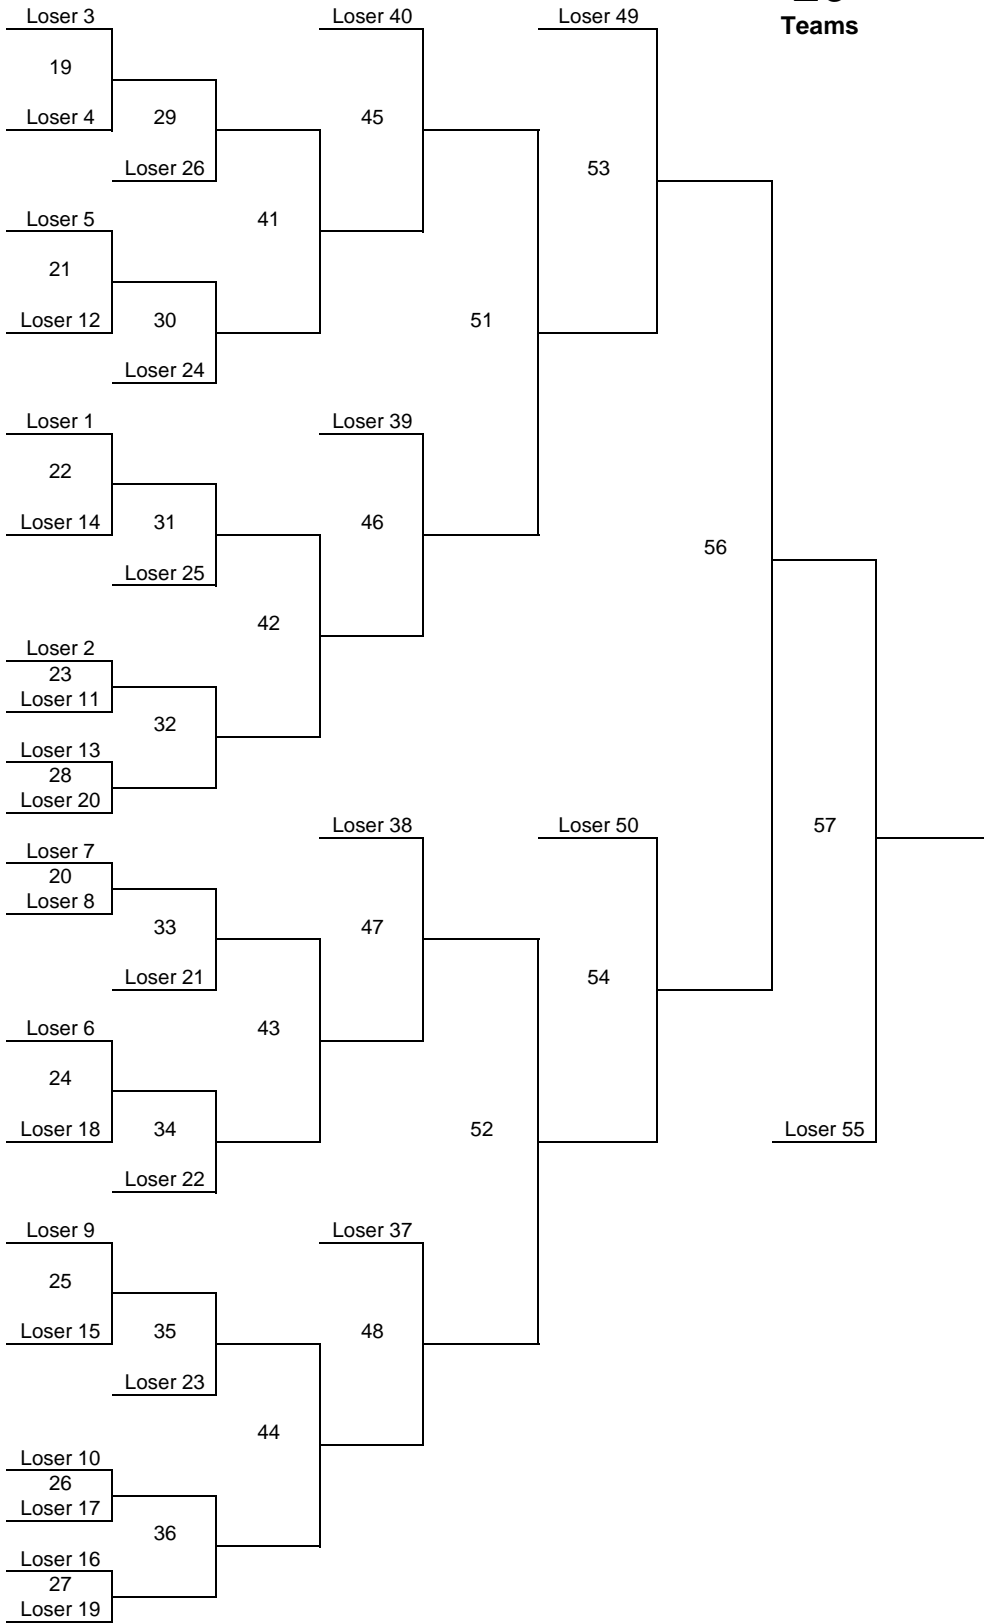 Loser 3
Loser 40
Loser 49
Teams
19
Loser 4
29
45
Loser 26
53
Loser 5
41
21
Loser 12
30
51
Loser 24
Loser 1
Loser 39
22
Loser 14
31
46
56
Loser 25
42
Loser 2
23
Loser 11
32
Loser 13
28
Loser 20
Loser 38
Loser 50
57
Loser 7
20
Loser 8
33
47
Loser 21
54
Loser 6
43
24
Loser 18
34
52
Loser 55
Loser 22
Loser 9
Loser 37
25
Loser 15
35
48
Loser 23
44
Loser 10
26
Loser 17
36
Loser 16
27
Loser 19